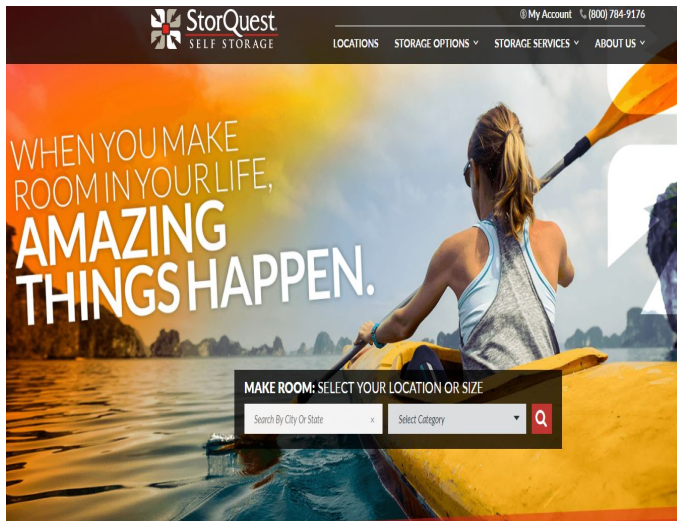 StorQuest
SELF STORAGE
My Account (800) 784-9176
LOCATIONS STORAGE OPTIONS STORAGE SERVICES ABOUT US
WHEN YOU MAKE
ROOM IN YOUR LIFE,
AMAZING
THINGS HAPPEN.
MAKE ROOM: SELECT YOUR LOCATION OR SIZE
Search By City Or State x Select Category